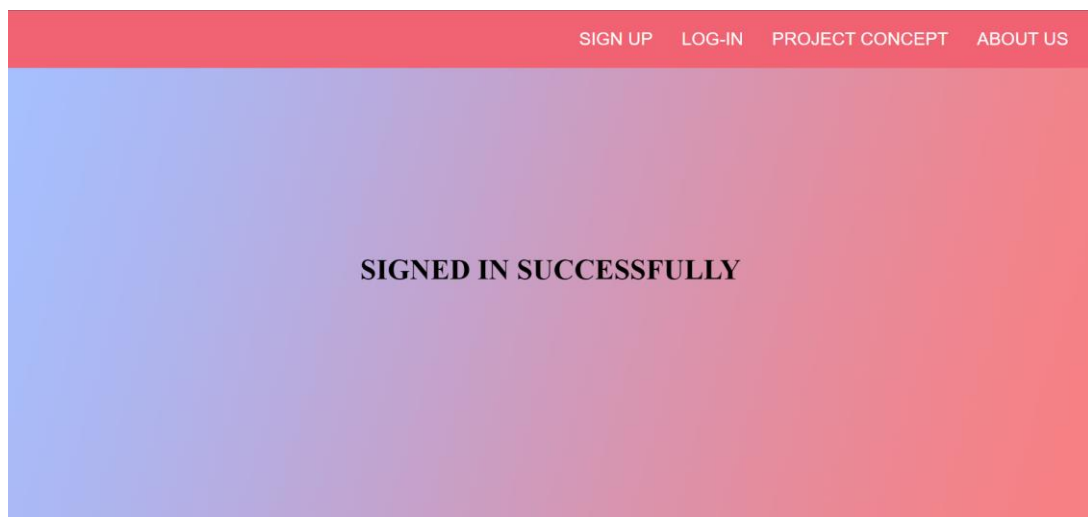 SIGN UP LOG-IN PROJECT CONCEPT ABOUT US
SIGNED IN SUCCESSFULLY